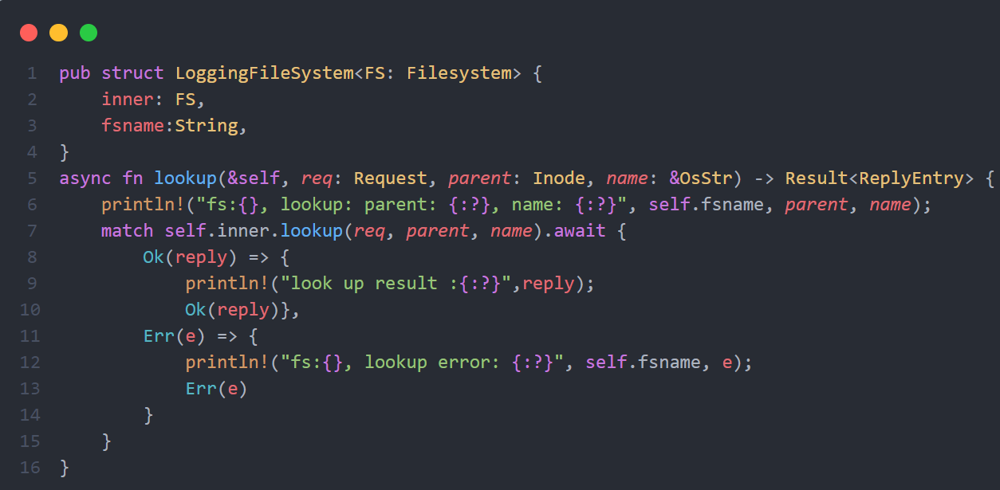 1 pub struct LoggingFileSystem<FS: Filesystem> {
2     inner: FS,
3     fsname:String,
4 }
5 async fn lookup(&self, req: Request, parent: Inode, name: &OsStr) -> Result<ReplyEntry> {
6     println!("fs:{}, lookup: parent: {:?}, name: {:?}", self.fsname, parent, name);
7     match self.inner.lookup(req, parent, name).await {
8         Ok(reply) => {
9             println!("look up result :{:?}",reply);
10             Ok(reply)},
11         Err(e) => {
12             println!("fs:{}, lookup error: {:?}", self.fsname, e);
13             Err(e)
14         }
15     }
16 }